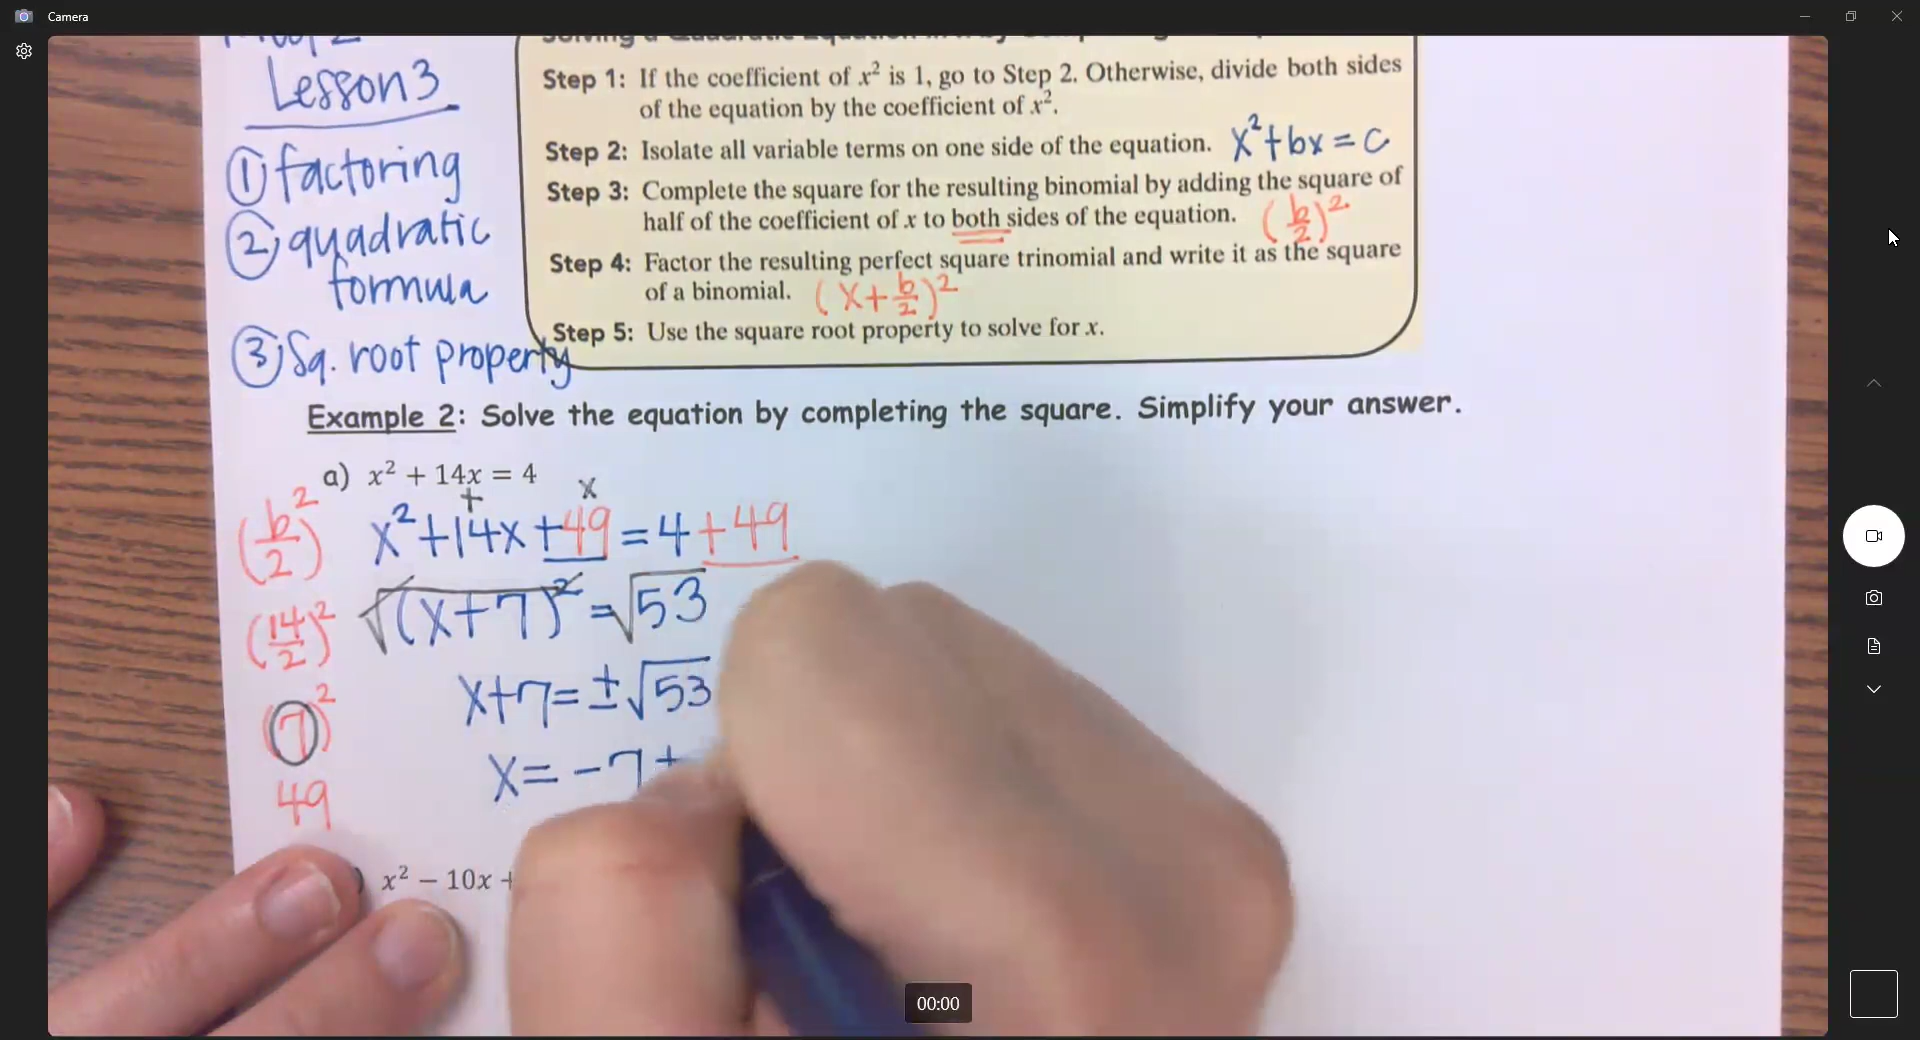 Camera
Lesson 3
① factoring
② quadratic
formula
③ Sq. root property
Step 1: If the coefficient of x² is 1, go to Step 2. Otherwise, divide both sides
of the equation by the coefficient of x².
Step 2: Isolate all variable terms on one side of the equation. x² + bx = c
Step 3: Complete the square for the resulting binomial by adding the square of
half of the coefficient of x to both sides of the equation. (b/2)²
Step 4: Factor the resulting perfect square trinomial and write it as the square
of a binomial. (x + b/2)²
Step 5: Use the square root property to solve for x.
Example 2: Solve the equation by completing the square. Simplify your answer.
a) x² + 14x = 4
+ x
(b/2)² x² + 14x + 49 = 4 + 49
(14/2)² √(x+7)² = √53
(7)² x+7 = ±√53
49 x = -7 ±
) x² − 10x +
00:00